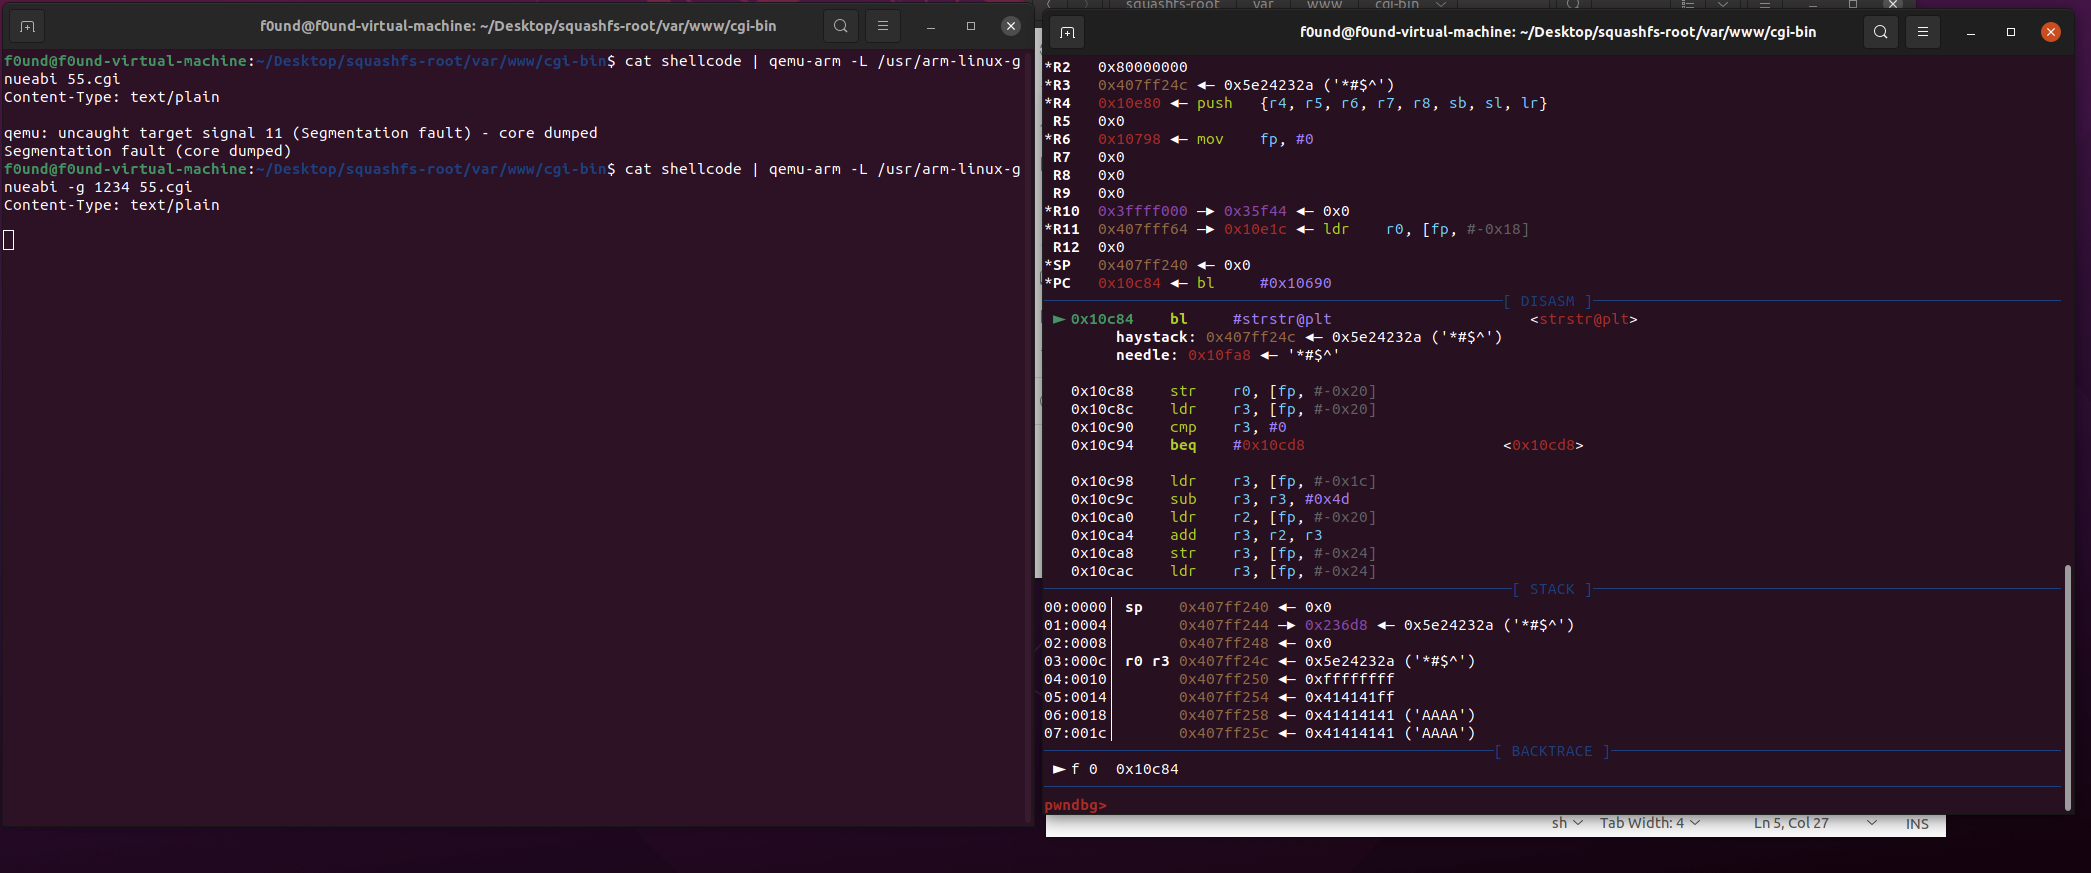 f0und@f0und-virtual-machine: ~/Desktop/squashfs-root/var/www/cgi-bin
f0und@f0und-virtual-machine:~/Desktop/squashfs-root/var/www/cgi-bin$ cat shellcode | qemu-arm -L /usr/arm-linux-g
nueabi 55.cgi
Content-Type: text/plain
qemu: uncaught target signal 11 (Segmentation fault) - core dumped
Segmentation fault (core dumped)
f0und@f0und-virtual-machine:~/Desktop/squashfs-root/var/www/cgi-bin$ cat shellcode | qemu-arm -L /usr/arm-linux-g
nueabi -g 1234 55.cgi
Content-Type: text/plain
squashfs-root var www cgi-bin
f0und@f0und-virtual-machine: ~/Desktop/squashfs-root/var/www/cgi-bin
*R2 0x80000000
*R3 0x407ff24c ◂— 0x5e24232a ('*#$^')
*R4 0x10e80 ◂— push {r4, r5, r6, r7, r8, sb, sl, lr}
R5 0x0
*R6 0x10798 ◂— mov fp, #0
R7 0x0
R8 0x0
R9 0x0
*R10 0x3ffff000 —▸ 0x35f44 ◂— 0x0
*R11 0x407fff64 —▸ 0x10e1c ◂— ldr r0, [fp, #-0x18]
R12 0x0
*SP 0x407ff240 ◂— 0x0
*PC 0x10c84 ◂— bl #0x10690
[ DISASM ]
► 0x10c84 bl #strstr@plt <strstr@plt>
haystack: 0x407ff24c ◂— 0x5e24232a ('*#$^')
needle: 0x10fa8 ◂— '*#$^'
0x10c88 str r0, [fp, #-0x20]
0x10c8c ldr r3, [fp, #-0x20]
0x10c90 cmp r3, #0
0x10c94 beq #0x10cd8 <0x10cd8>
0x10c98 ldr r3, [fp, #-0x1c]
0x10c9c sub r3, r3, #0x4d
0x10ca0 ldr r2, [fp, #-0x20]
0x10ca4 add r3, r2, r3
0x10ca8 str r3, [fp, #-0x24]
0x10cac ldr r3, [fp, #-0x24]
[ STACK ]
00:0000│ sp 0x407ff240 ◂— 0x0
01:0004│ 0x407ff244 —▸ 0x236d8 ◂— 0x5e24232a ('*#$^')
02:0008│ 0x407ff248 ◂— 0x0
03:000c│ r0 r3 0x407ff24c ◂— 0x5e24232a ('*#$^')
04:0010│ 0x407ff250 ◂— 0xffffffff
05:0014│ 0x407ff254 ◂— 0x414141ff
06:0018│ 0x407ff258 ◂— 0x41414141 ('AAAA')
07:001c│ 0x407ff25c ◂— 0x41414141 ('AAAA')
[ BACKTRACE ]
► f 0 0x10c84
pwndbg>
sh Tab Width: 4 Ln 5, Col 27 INS